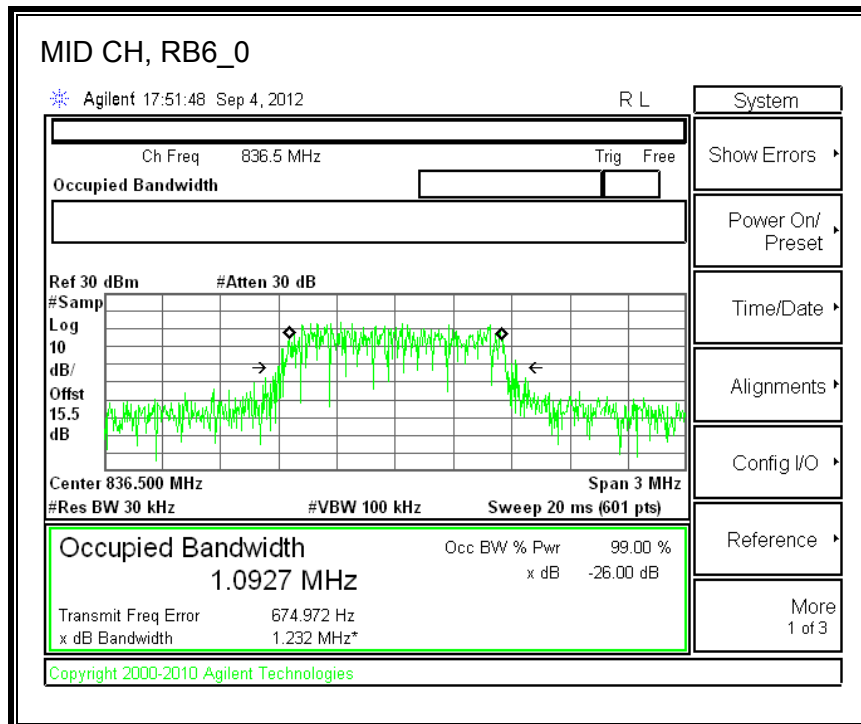 MID CH, RB6_0
Agilent 17:51:48 Sep 4, 2012 R L
System
Ch Freq 836.5 MHz Trig Free
Occupied Bandwidth
Show Errors
Power On/
Preset
Time/Date
Alignments
Config I/O
Reference
More
1 of 3
Ref 30 dBm #Atten 30 dB
#Samp
Log
10
dB/
Offst
15.5
dB
Center 836.500 MHz Span 3 MHz
#Res BW 30 kHz #VBW 100 kHz Sweep 20 ms (601 pts)
Occupied Bandwidth Occ BW % Pwr 99.00 %
1.0927 MHz x dB -26.00 dB
Transmit Freq Error 674.972 Hz
x dB Bandwidth 1.232 MHz*
Copyright 2000-2010 Agilent Technologies